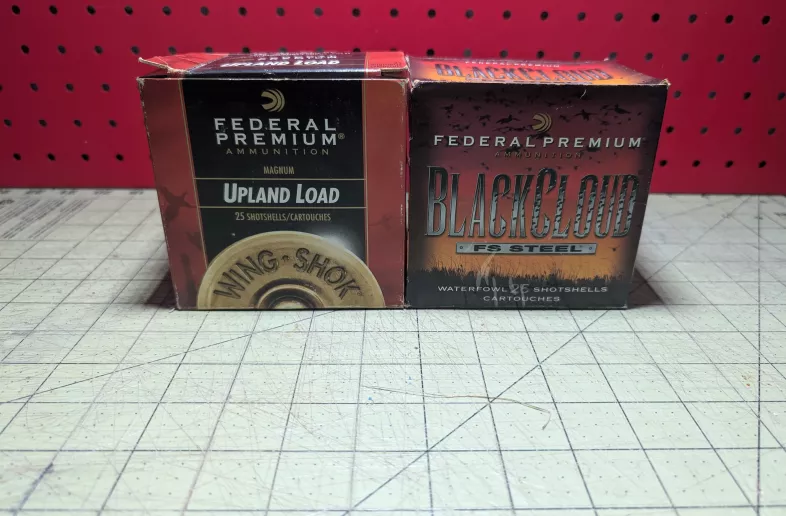 UPLAND LOAD
FEDERAL
PREMIUM®
AMMUNITION
MAGNUM
UPLAND LOAD
25 SHOTSHELLS/CARTOUCHES
WING-SHOK
BLACKCLOUD
FEDERAL PREMIUM
AMMUNITION
BLACKCLOUD
FS STEEL
WATERFOWL 25 SHOTSHELLS
CARTOUCHES